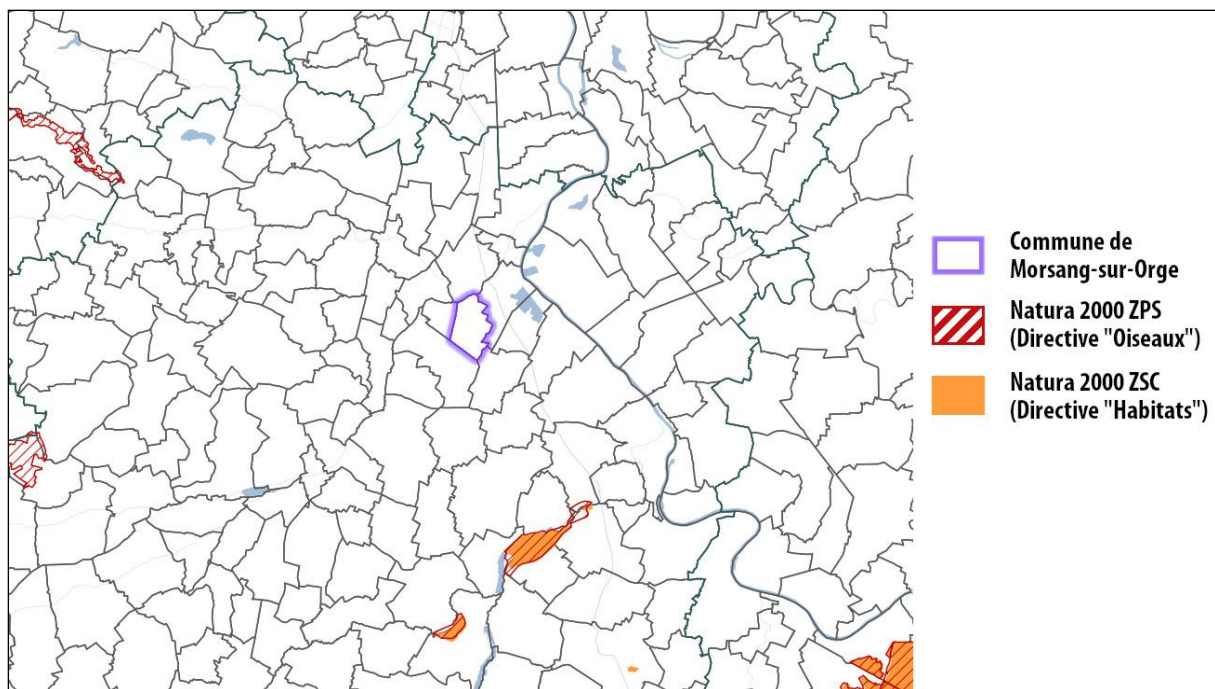 Commune de
Morsang-sur-Orge
Natura 2000 ZPS
(Directive "Oiseaux")
Natura 2000 ZSC
(Directive "Habitats")